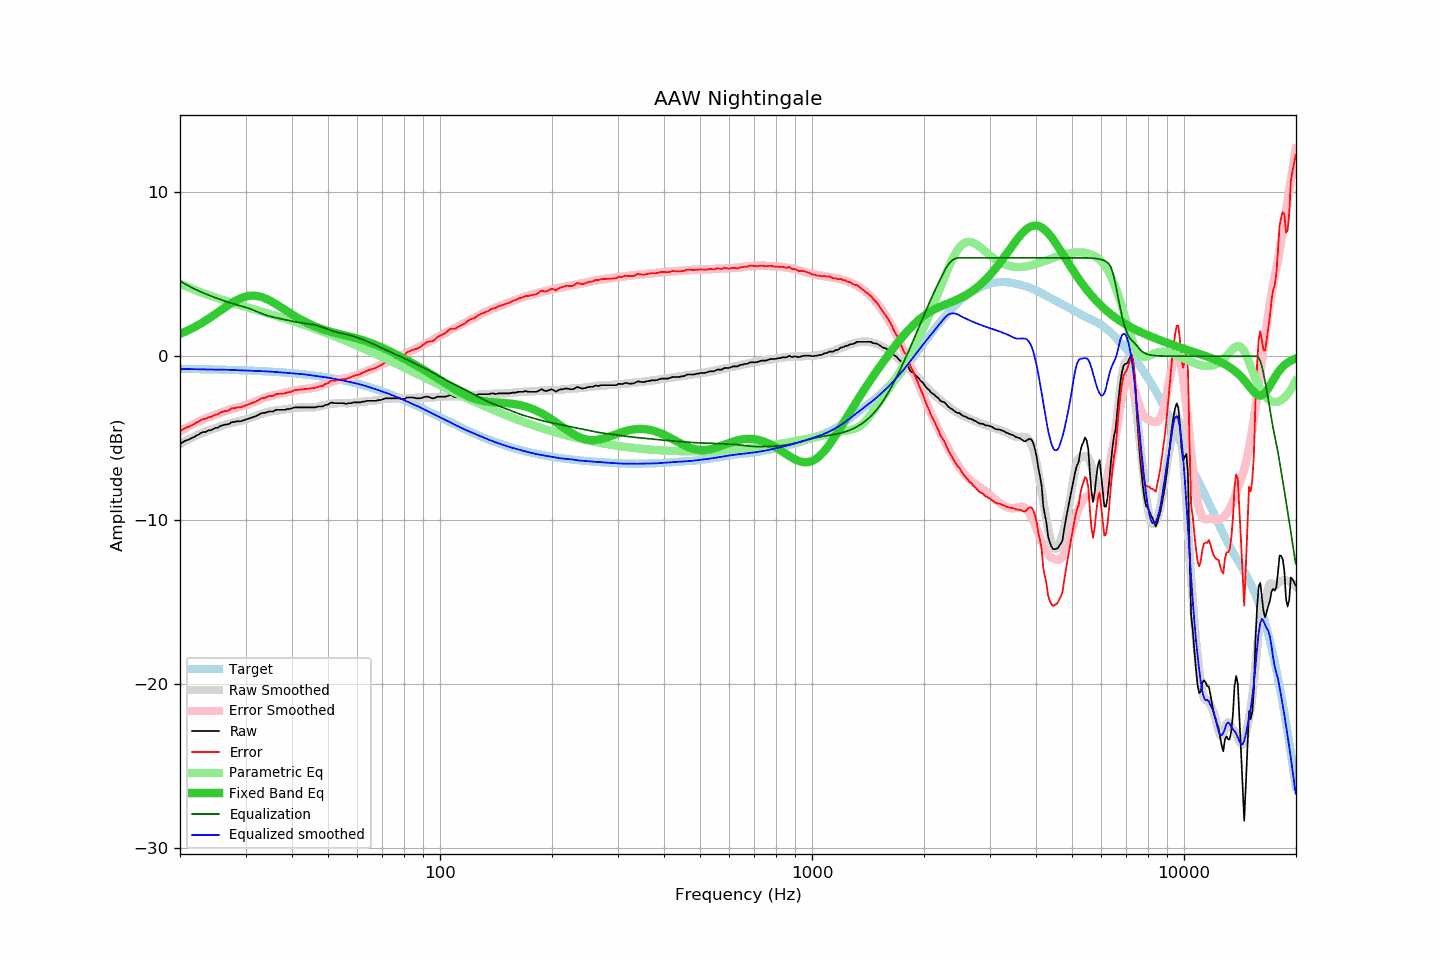 AAW Nightingale
10
0
−10
−20
−30
Amplitude (dBr)
Target
Raw Smoothed
Error Smoothed
Raw
Error
Parametric Eq
Fixed Band Eq
Equalization
Equalized smoothed
100
1000
10000
Frequency (Hz)